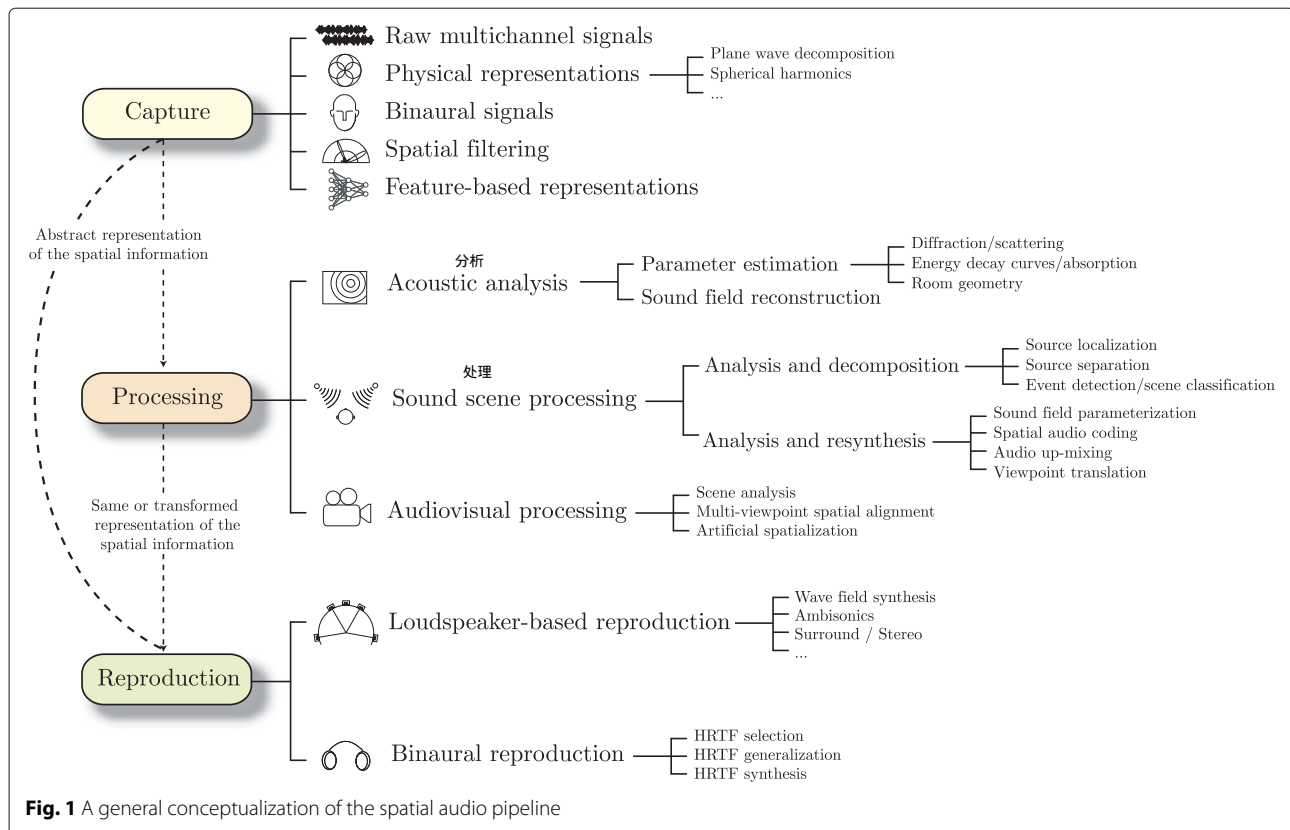 Capture
Raw multichannel signals
Physical representations
Plane wave decomposition
Spherical harmonics
...
Binaural signals
Spatial filtering
Feature-based representations
Abstract representation
of the spatial information
Processing
分析
Acoustic analysis
Parameter estimation
Diffraction/scattering
Energy decay curves/absorption
Room geometry
Sound field reconstruction
处理
Sound scene processing
Analysis and decomposition
Source localization
Source separation
Event detection/scene classification
Analysis and resynthesis
Sound field parameterization
Spatial audio coding
Audio up-mixing
Viewpoint translation
Audiovisual processing
Scene analysis
Multi-viewpoint spatial alignment
Artificial spatialization
Same or transformed
representation of the
spatial information
Reproduction
Loudspeaker-based reproduction
Wave field synthesis
Ambisonics
Surround / Stereo
...
Binaural reproduction
HRTF selection
HRTF generalization
HRTF synthesis
Fig. 1 A general conceptualization of the spatial audio pipeline